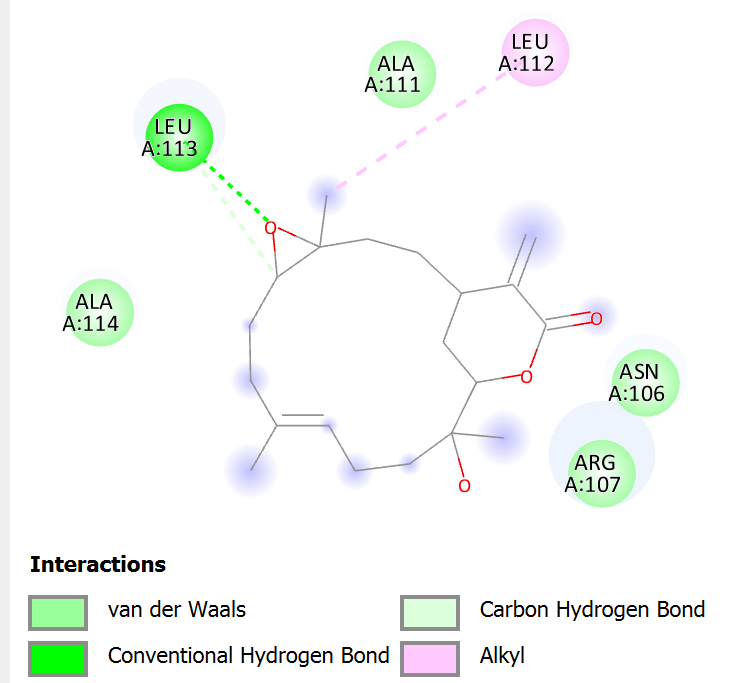 LEU
A:112
ALA
A:111
LEU
A:113
O
ALA
A:114
O
O
ASN
A:106
ARG
A:107
O
Interactions
van der Waals
Carbon Hydrogen Bond
Conventional Hydrogen Bond
Alkyl